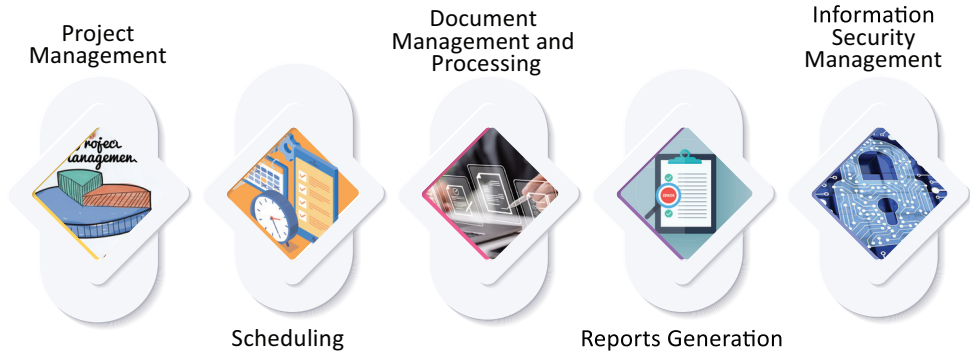 Project
Management
Document
Management and
Processing
Information
Security
Management
Scheduling
Reports Generation